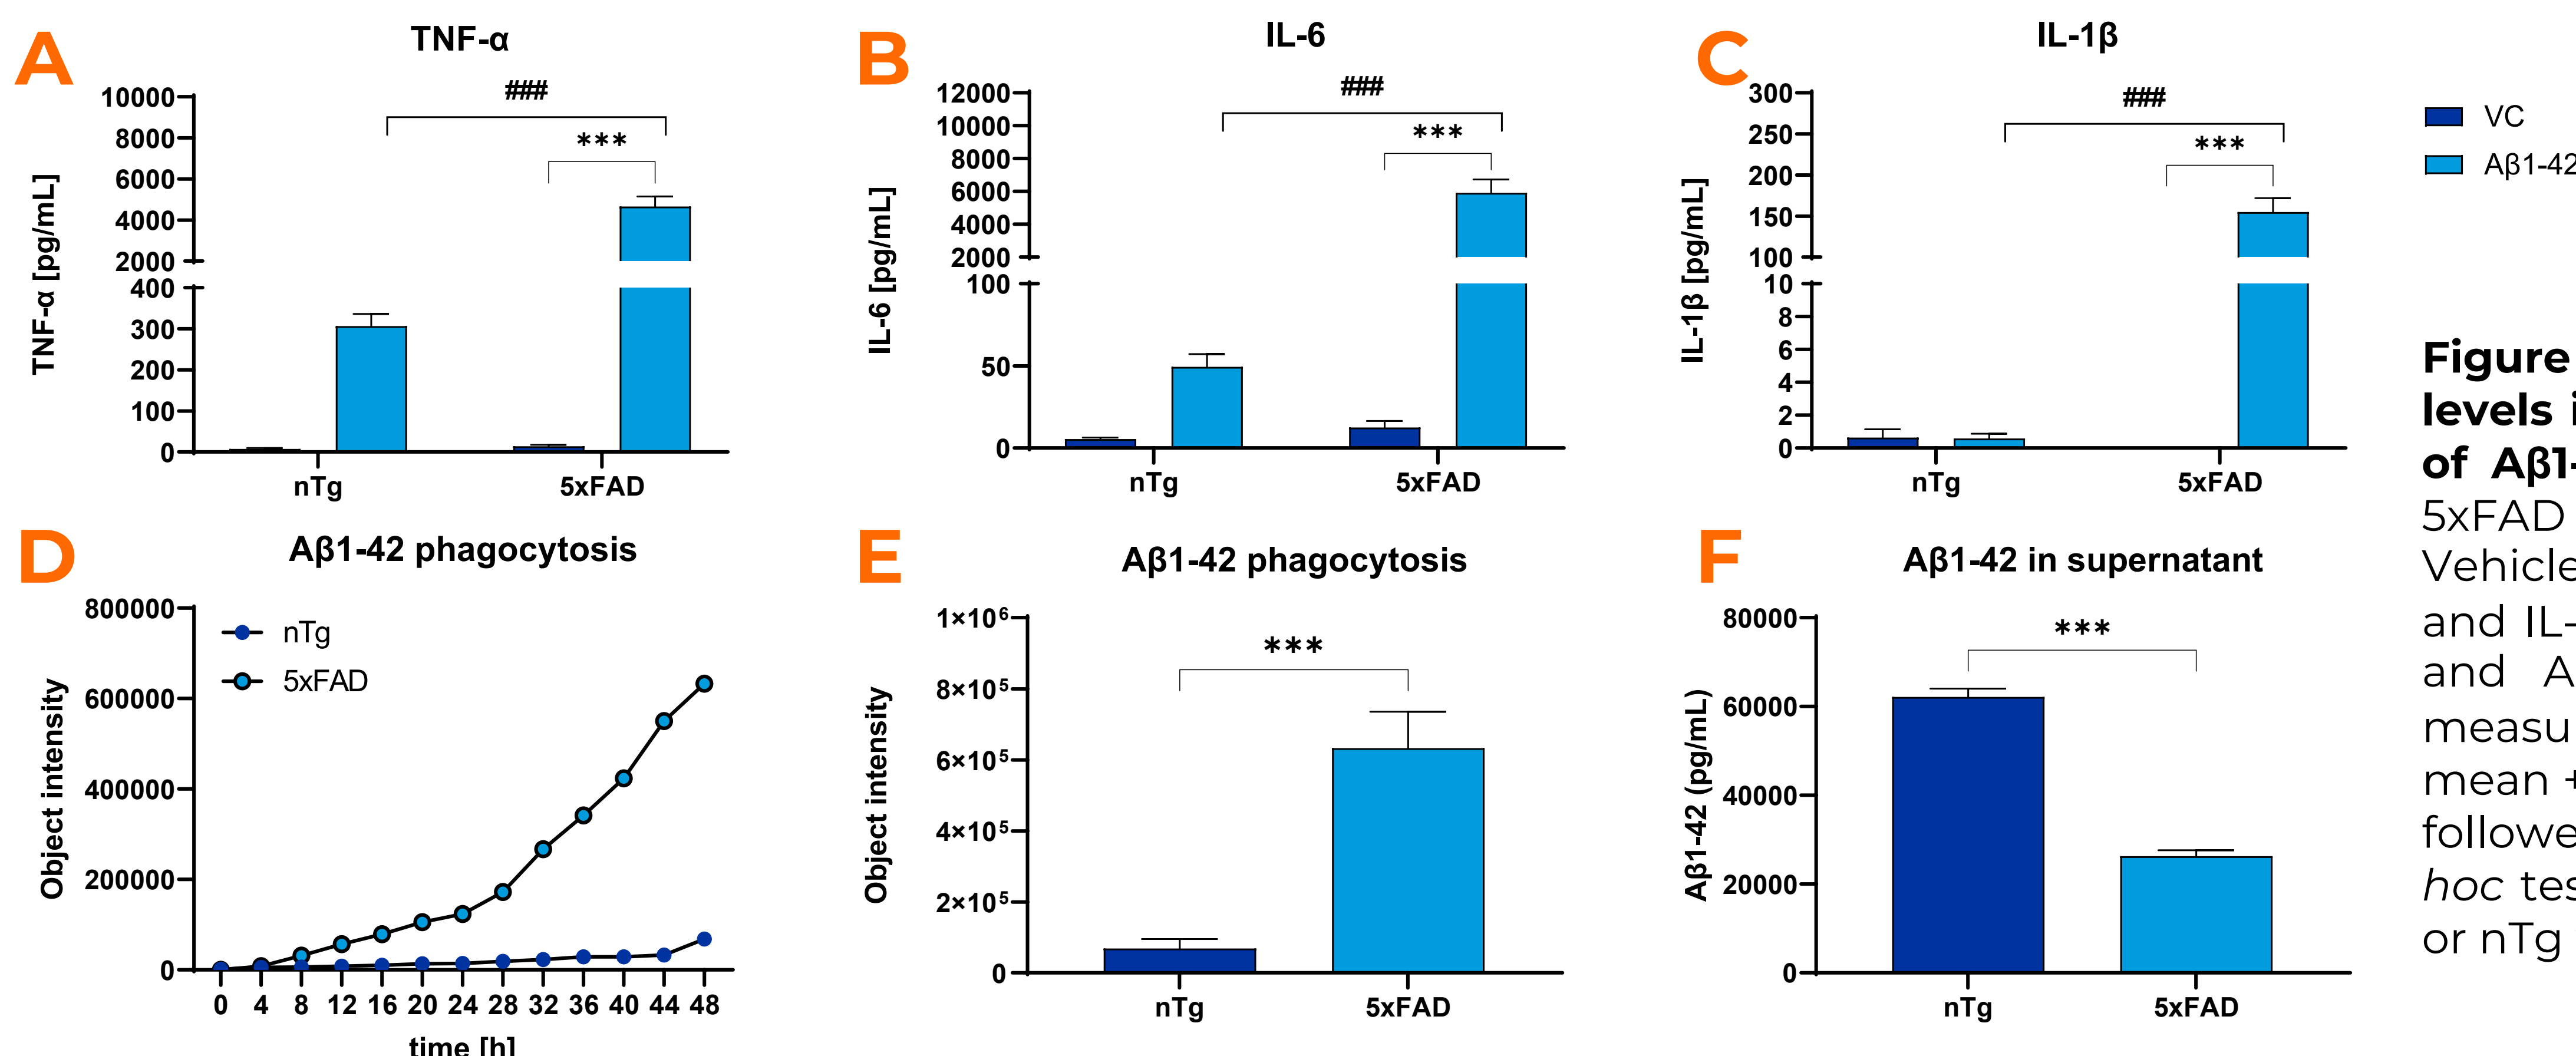 A
TNF-α
###
***
TNF-α [pg/mL]
10000
8000
6000
4000
2000
400
300
200
100
0
nTg
5xFAD
B
IL-6
###
***
IL-6 [pg/mL]
12000
10000
8000
6000
4000
2000
100
50
0
nTg
5xFAD
C
IL-1β
###
***
IL-1β [pg/mL]
300
250
200
150
100
10
8
6
4
2
0
nTg
5xFAD
VC
Aβ1-42
D
Aβ1-42 phagocytosis
nTg
5xFAD
Object intensity
800000
600000
400000
200000
0
0 4 8 12 16 20 24 28 32 36 40 44 48
time [h]
E
Aβ1-42 phagocytosis
***
Object intensity
1×10⁶
8×10⁵
6×10⁵
4×10⁵
2×10⁵
0
nTg
5xFAD
F
Aβ1-42 in supernatant
***
Aβ1-42 (pg/mL)
80000
60000
40000
20000
0
nTg
5xFAD
Figure
levels
of Aβ1-
5xFAD
Vehicle
and IL-
and A
measu
mean +
followe
hoc tes
or nTg